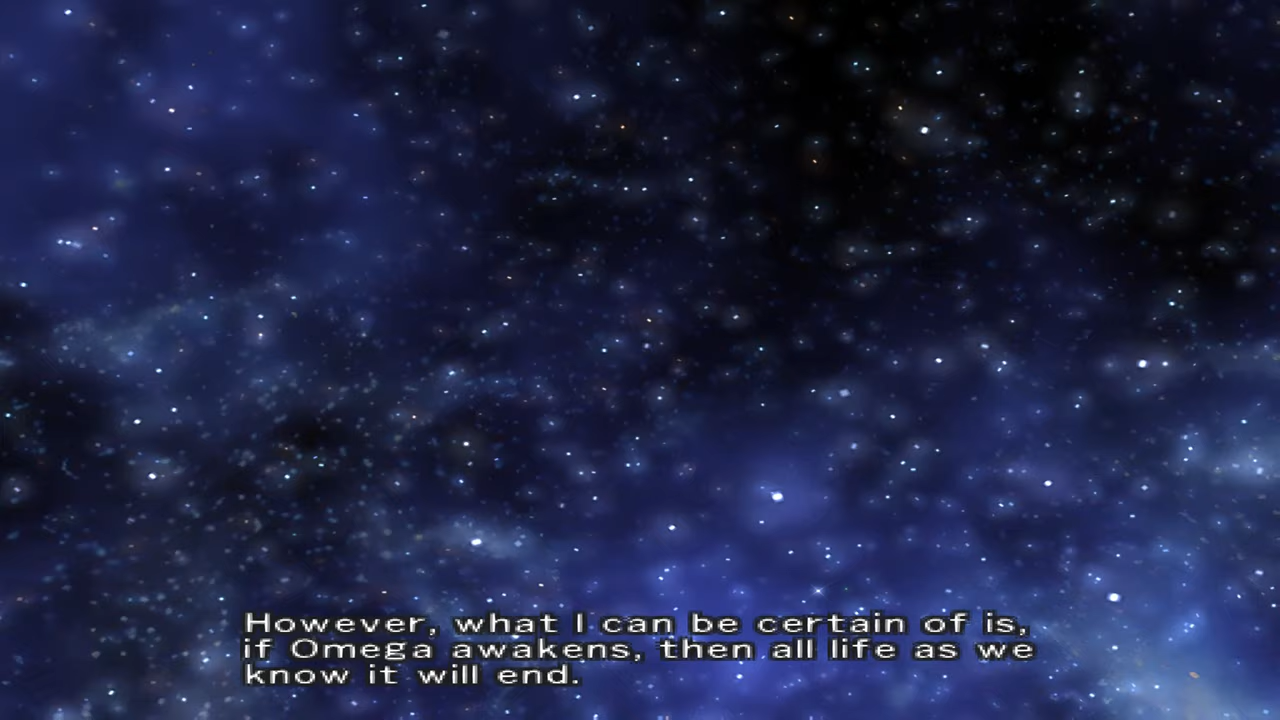 However, what I can be certain of is,
if Omega awakens, then all life as we
know it will end.